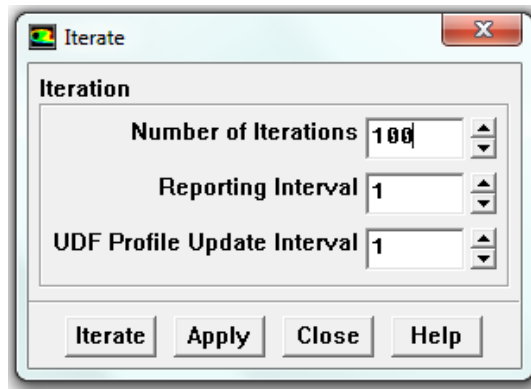 Iterate
Iteration
Number of Iterations 100
Reporting Interval 1
UDF Profile Update Interval 1
Iterate Apply Close Help